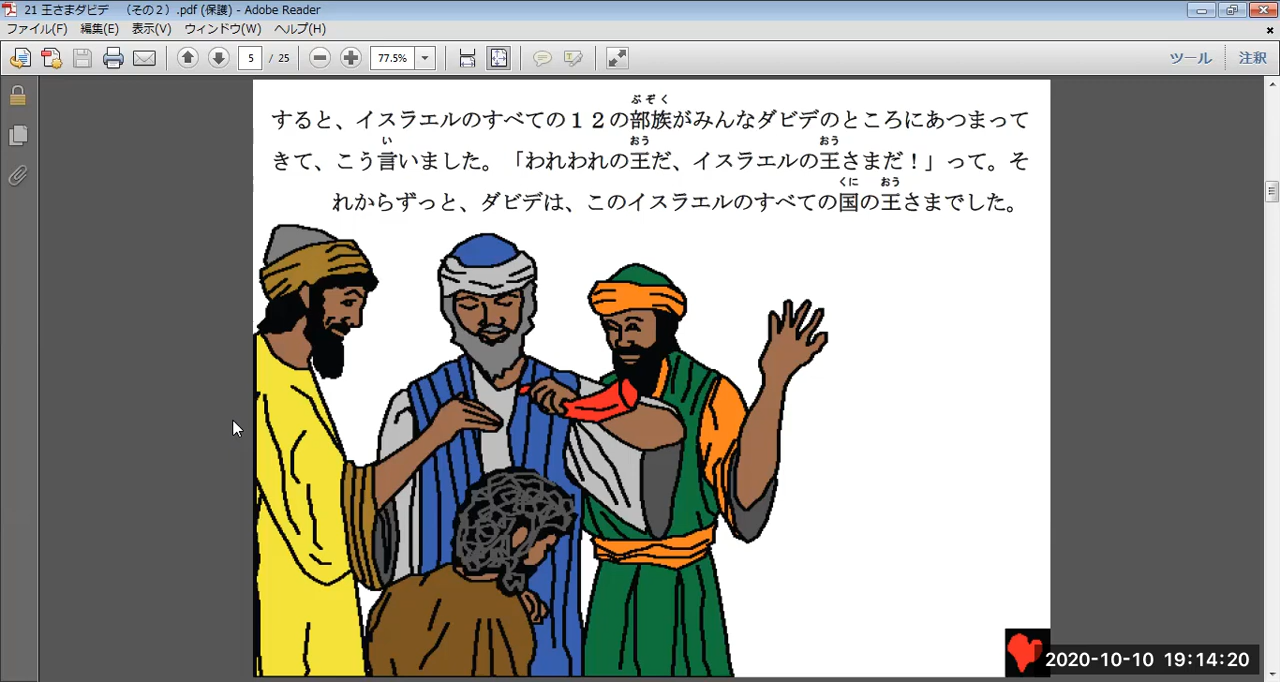 21 王さまダビデ　（その２）.pdf (保護) - Adobe Reader
ファイル(F) 編集(E) 表示(V) ウィンドウ(W) ヘルプ(H)
5 / 25 77.5% ツール 注釈
ぶぞく
すると、イスラエルのすべての１２の部族がみんなダビデのところにあつまって
い おう おう
きて、こう言いました。「われわれの王だ、イスラエルの王さまだ！」って。そ
くに おう
れからずっと、ダビデは、このイスラエルのすべての国の王さまでした。
2020-10-10 19:14:20